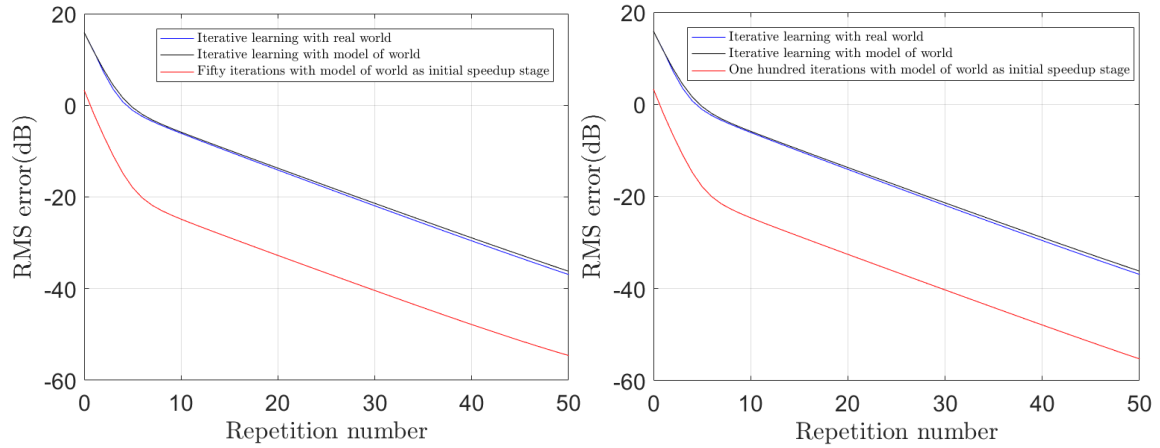 20
0
-20
-40
-60
RMS error(dB)
Iterative learning with real world
Iterative learning with model of world
Fifty iterations with model of world as initial speedup stage
0 10 20 30 40 50
Repetition number
20
0
-20
-40
-60
RMS error(dB)
Iterative learning with real world
Iterative learning with model of world
One hundred iterations with model of world as initial speedup stage
0 10 20 30 40 50
Repetition number